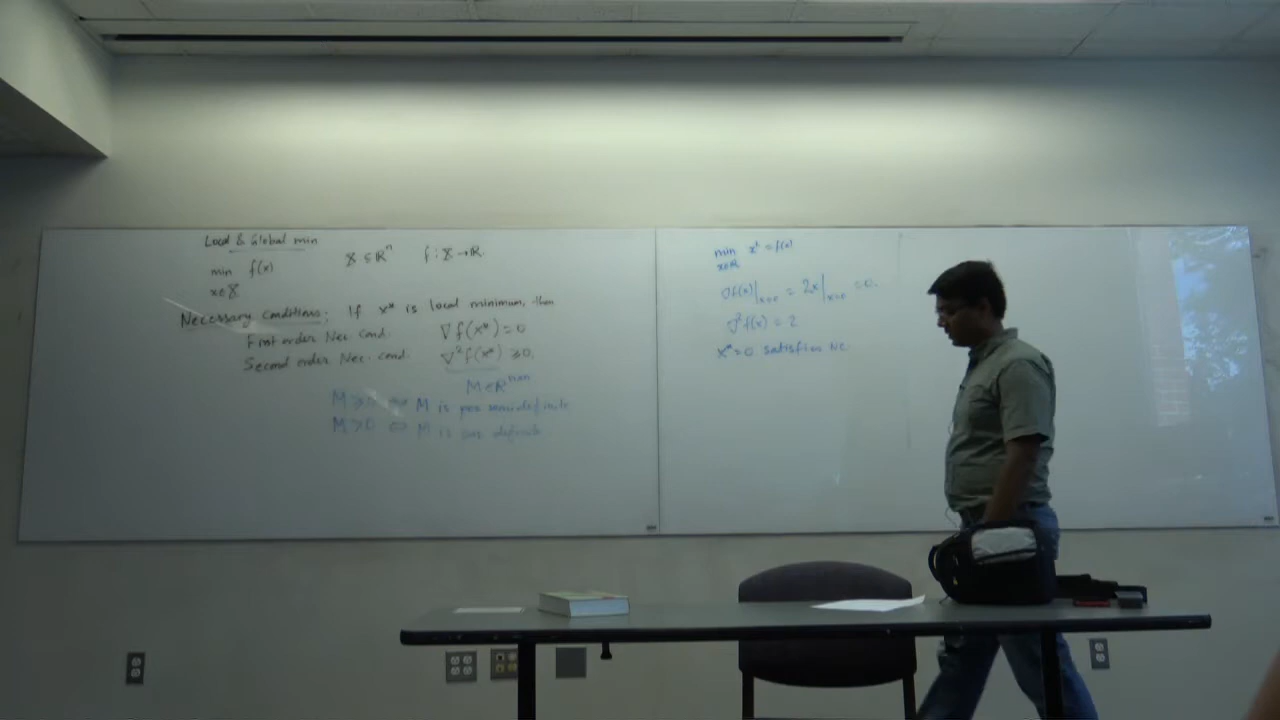 Local & Global min
min f(x) X ⊆ ℝⁿ f : X → ℝ.
x∈X
Necessary Conditions: If x* is local minimum, then
First order Nec Cond. ∇f(x*) = 0
Second order Nec. cond. ∇²f(x*) ≥ 0.
M ∈ ℝⁿˣⁿ
M ≥ 0 ⇔ M is pos semidefinite
M > 0 ⇔ M is pos definite
min x² = f(x)
x∈ℝ
∇f(x)|x=0 = 2x|x=0 = 0.
∇²f(x) = 2
x* = 0 satisfies NC.